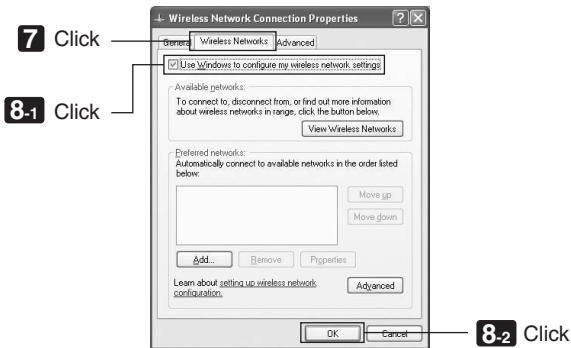 Wireless Network Connection Properties
7 Click
General Wireless Networks Advanced
Use Windows to configure my wireless network settings
8-1 Click
Available networks:
To connect to, disconnect from, or find out more information
about wireless networks in range, click the button below.
View Wireless Networks
Preferred networks:
Automatically connect to available networks in the order listed
below:
Move up
Move down
Add... Remove Properties
Learn about setting up wireless network
configuration.
Advanced
OK Cancel
8-2 Click